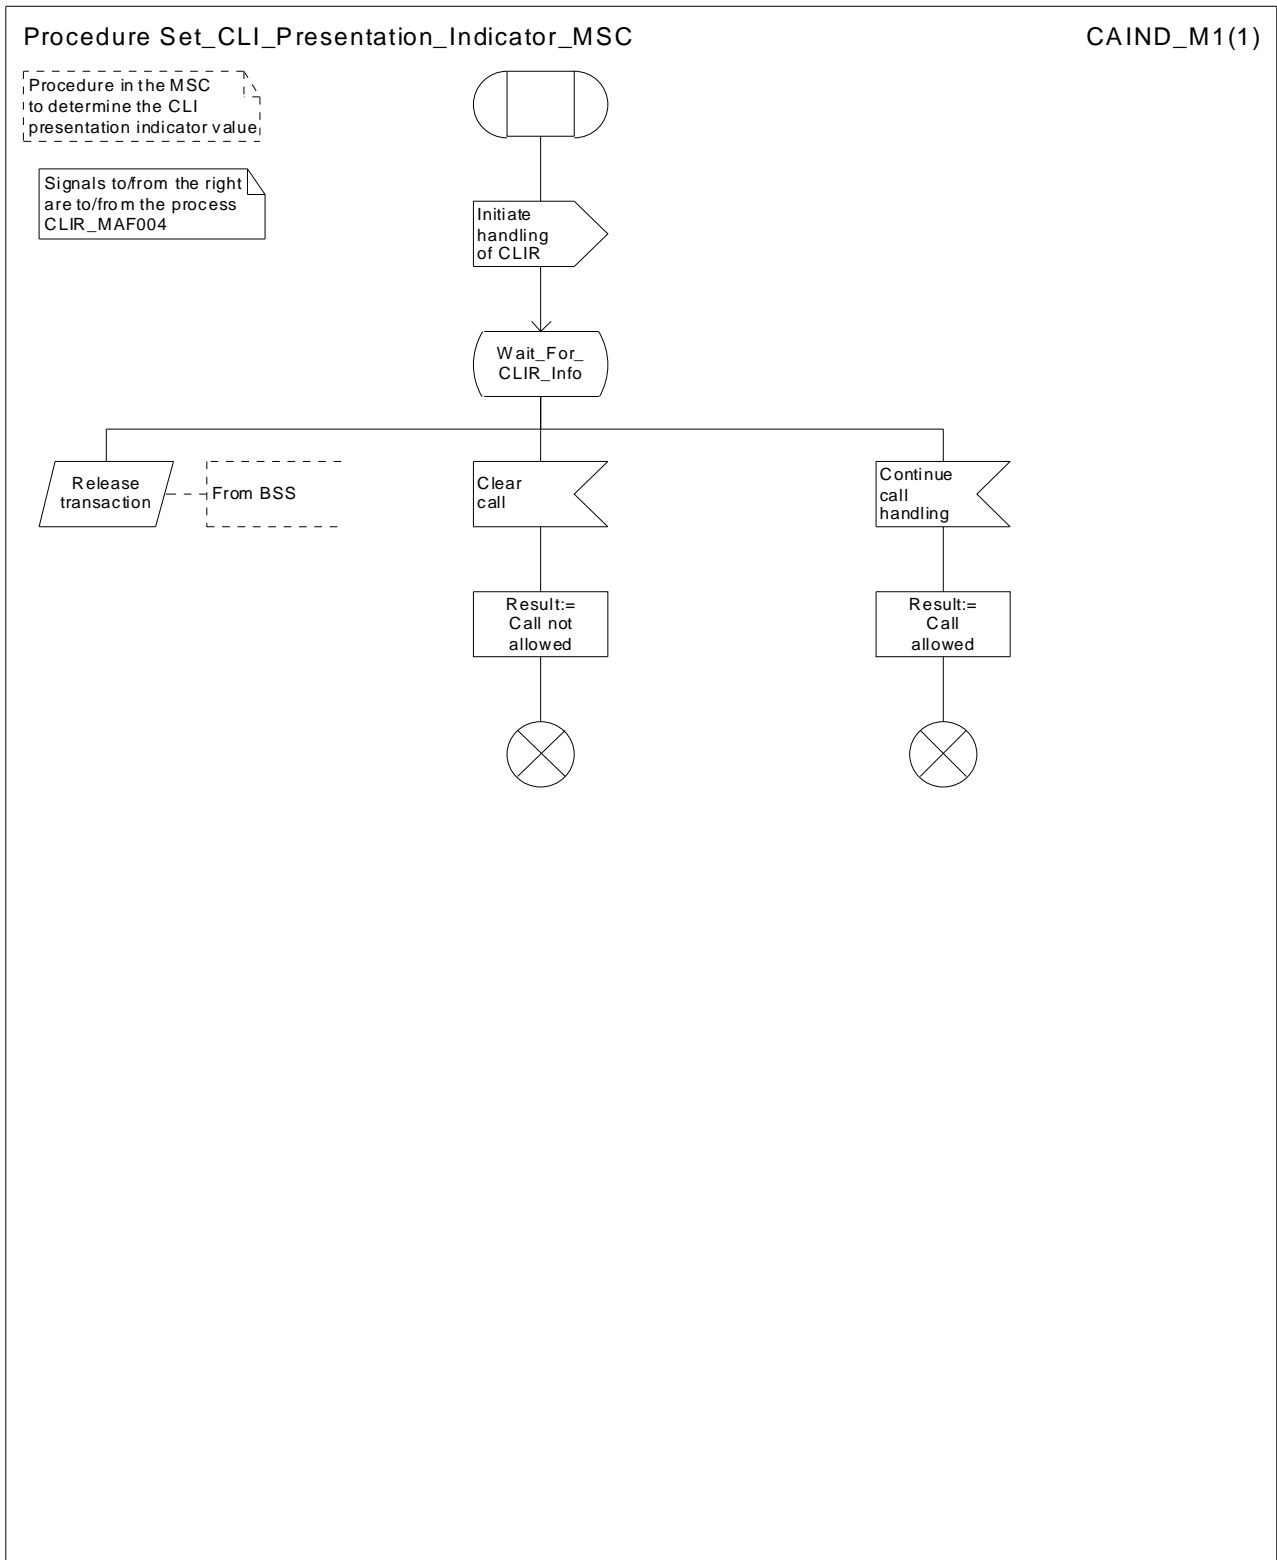 Procedure Set_CLI_Presentation_Indicator_MSC
CAIND_M1(1)
Procedure in the MSC
to determine the CLI
presentation indicator value
Signals to/from the right
are to/from the process
CLIR_MAF004
Initiate
handling
of CLIR
Wait_For_
CLIR_Info
Release
transaction
From BSS
Clear
call
Continue
call
handling
Result:=
Call not
allowed
Result:=
Call
allowed